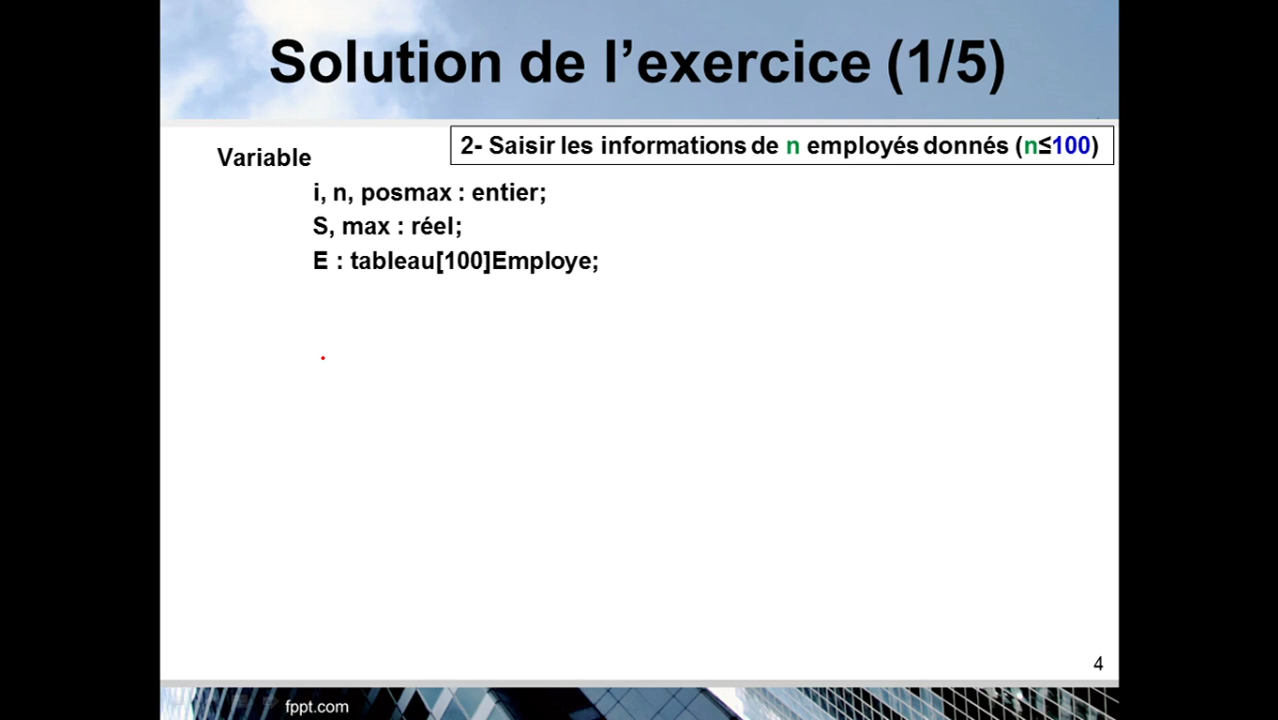 Solution de l’exercice (1/5)
2- Saisir les informations de n employés donnés (n≤100)
Variable
i, n, posmax : entier;
S, max : réel;
E : tableau[100]Employe;
4
fppt.com